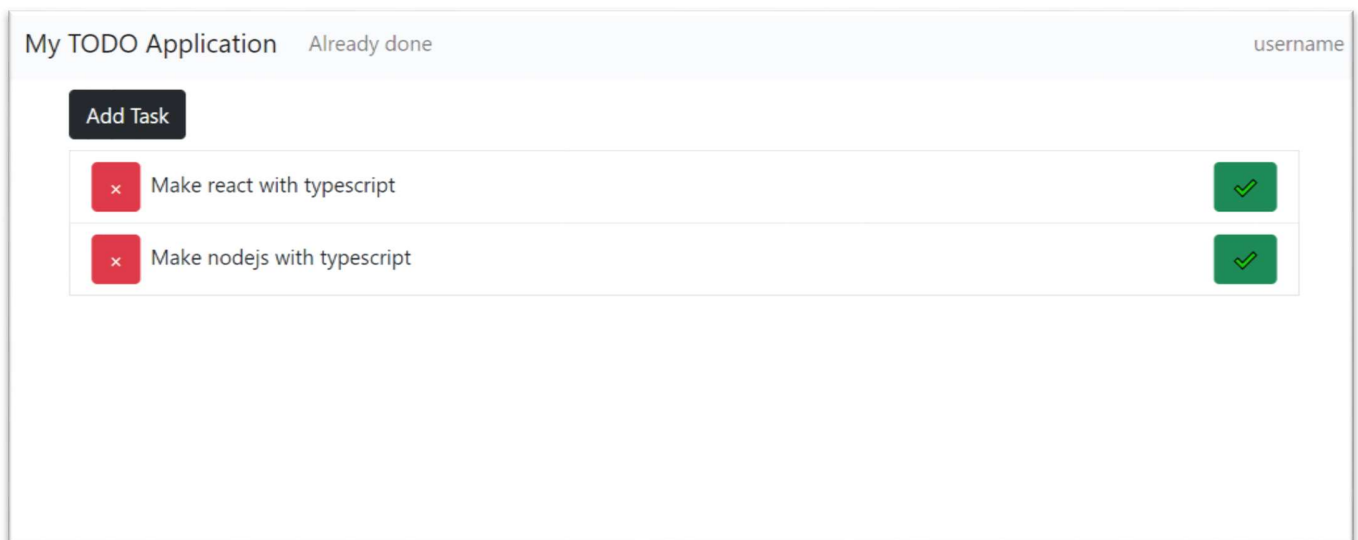 My TODO Application Already done username
Add Task
× Make react with typescript ✔
× Make nodejs with typescript ✔